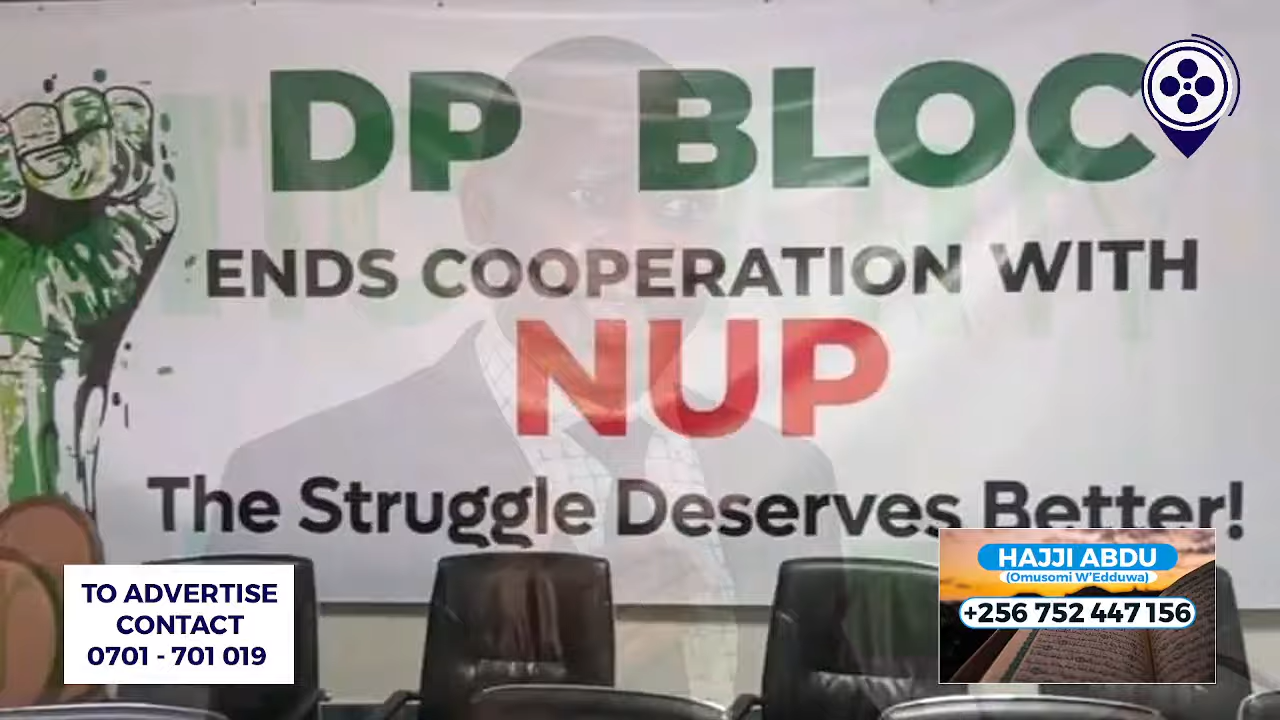 DP BLOC
ENDS COOPERATION WITH
NUP
The Struggle Deserves Better!
TO ADVERTISE
CONTACT
0701 - 701 019
HAJJI ABDU
(Omusomi W'Edduwa)
+256 752 447 156